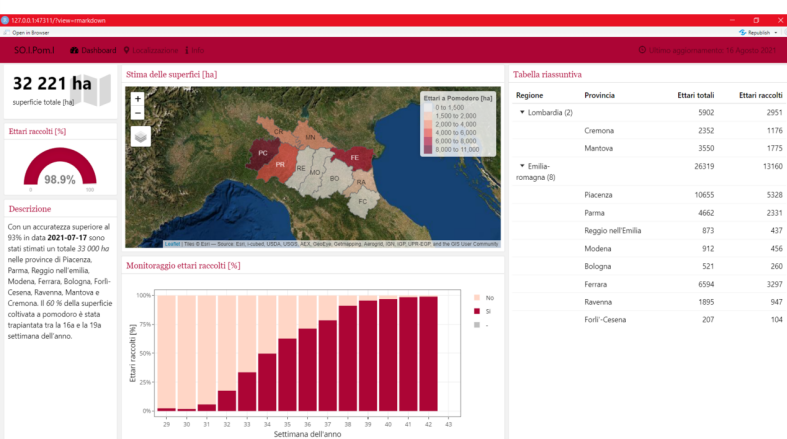 127.0.0.1:47311/?view=rmarkdown
Open in Browser
Republish
SO.I.Pom.I Dashboard Localizzazione Info
Ultimo aggiornamento: 18 Agosto 2021
32 221 ha
superficie totale [ha]
Ettari raccolti [%]
98.9%
0 100
Descrizione
Con un accuratezza superiore al
93% in data 2021-07-17 sono
stati stimati un totale 33 000 ha
nelle province di Piacenza,
Parma, Reggio nell'emilia,
Modena, Ferrara, Bologna, Forlì-
Cesena, Ravenna, Mantova e
Cremona. Il 60 % della superficie
coltivata a pomodoro è stata
trapiantata tra la 16a e la 19a
settimana dell'anno.
Stima delle superfici [ha]
+
−
Ettari a Pomodoro [ha]
0 to 1,500
1,500 to 2,000
2,000 to 4,000
4,000 to 6,000
6,000 to 8,000
8,000 to 11,000
CR
MN
PC
PR
RE
MO
BO
FE
RA
FC
Leaflet | Tiles © Esri — Source: Esri, i-cubed, USDA, USGS, AEX, GeoEye, Getmapping, Aerogrid, IGN, IGP, UPR-EGP, and the GIS User Community
Monitoraggio ettari raccolti [%]
Ettari raccolti [%]
100%
75%
50%
25%
0%
29 30 31 32 33 34 35 36 37 38 39 40 41 42 43
Settimana dell'anno
No
Si
-
Tabella riassuntiva
Regione Provincia Ettari totali Ettari raccolti
Lombardia (2) 5902 2951
Cremona 2352 1176
Mantova 3550 1775
Emilia-
romagna (8) 26319 13160
Piacenza 10655 5328
Parma 4662 2331
Reggio nell'Emilia 873 437
Modena 912 456
Bologna 521 260
Ferrara 6594 3297
Ravenna 1895 947
Forli'-Cesena 207 104